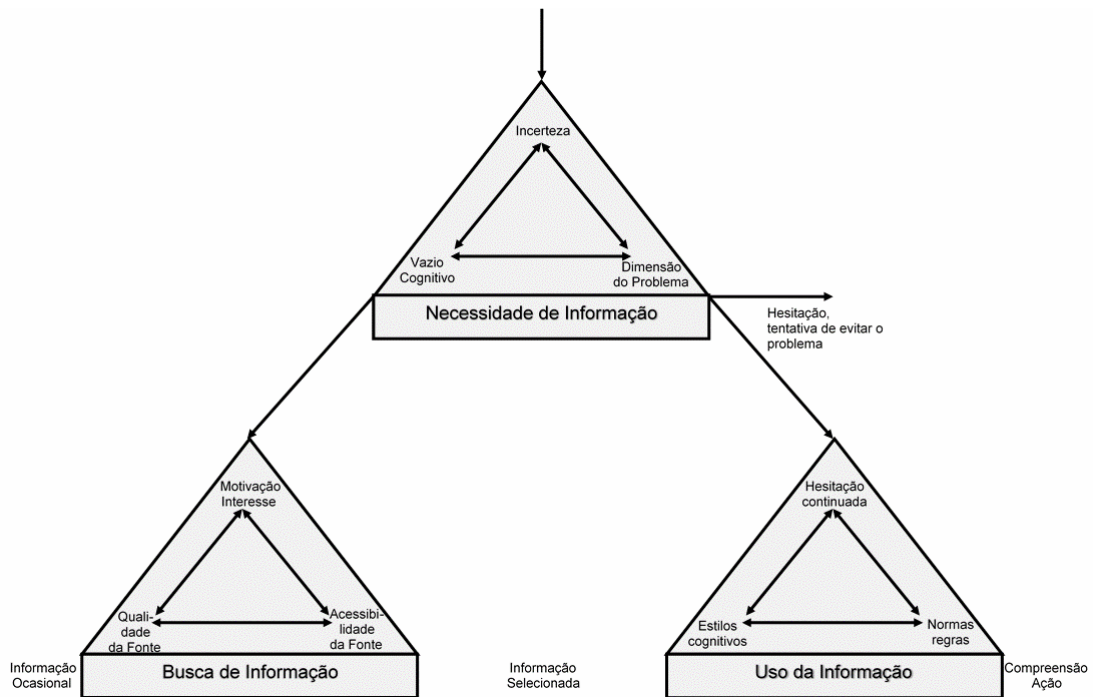 Incerteza
Vazio
Cognitivo
Dimensão
do Problema
Necessidade de Informação
Hesitação,
tentativa de evitar o
problema
Motivação
Interesse
Quali-
dade
da Fonte
Acessibi-
lidade
da Fonte
Hesitação
continuada
Estilos
cognitivos
Normas
regras
Informação
Ocasional
Busca de Informação
Informação
Selecionada
Uso da Informação
Compreensão
Ação